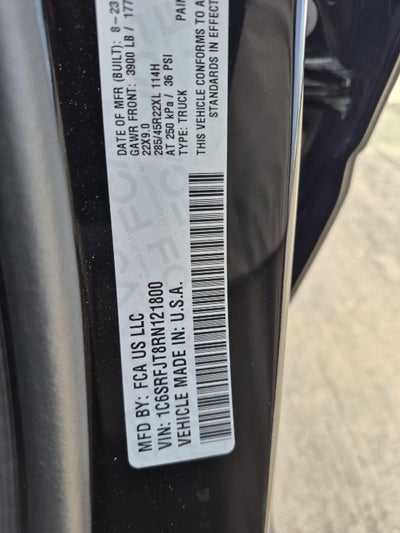 MFD BY: FCA US LLC
VIN: 1C6SRFJT8RN121800
VEHICLE MADE IN: U.S.A.
DATE OF MFR (BUILT): 8-23
GAWR FRONT: 3900 LB / 177
22X9.0
285/45R22XL 114H
AT 250 kPa / 36 PSI
TYPE: TRUCK
PAIN
THIS VEHICLE CONFORMS TO
STANDARDS IN